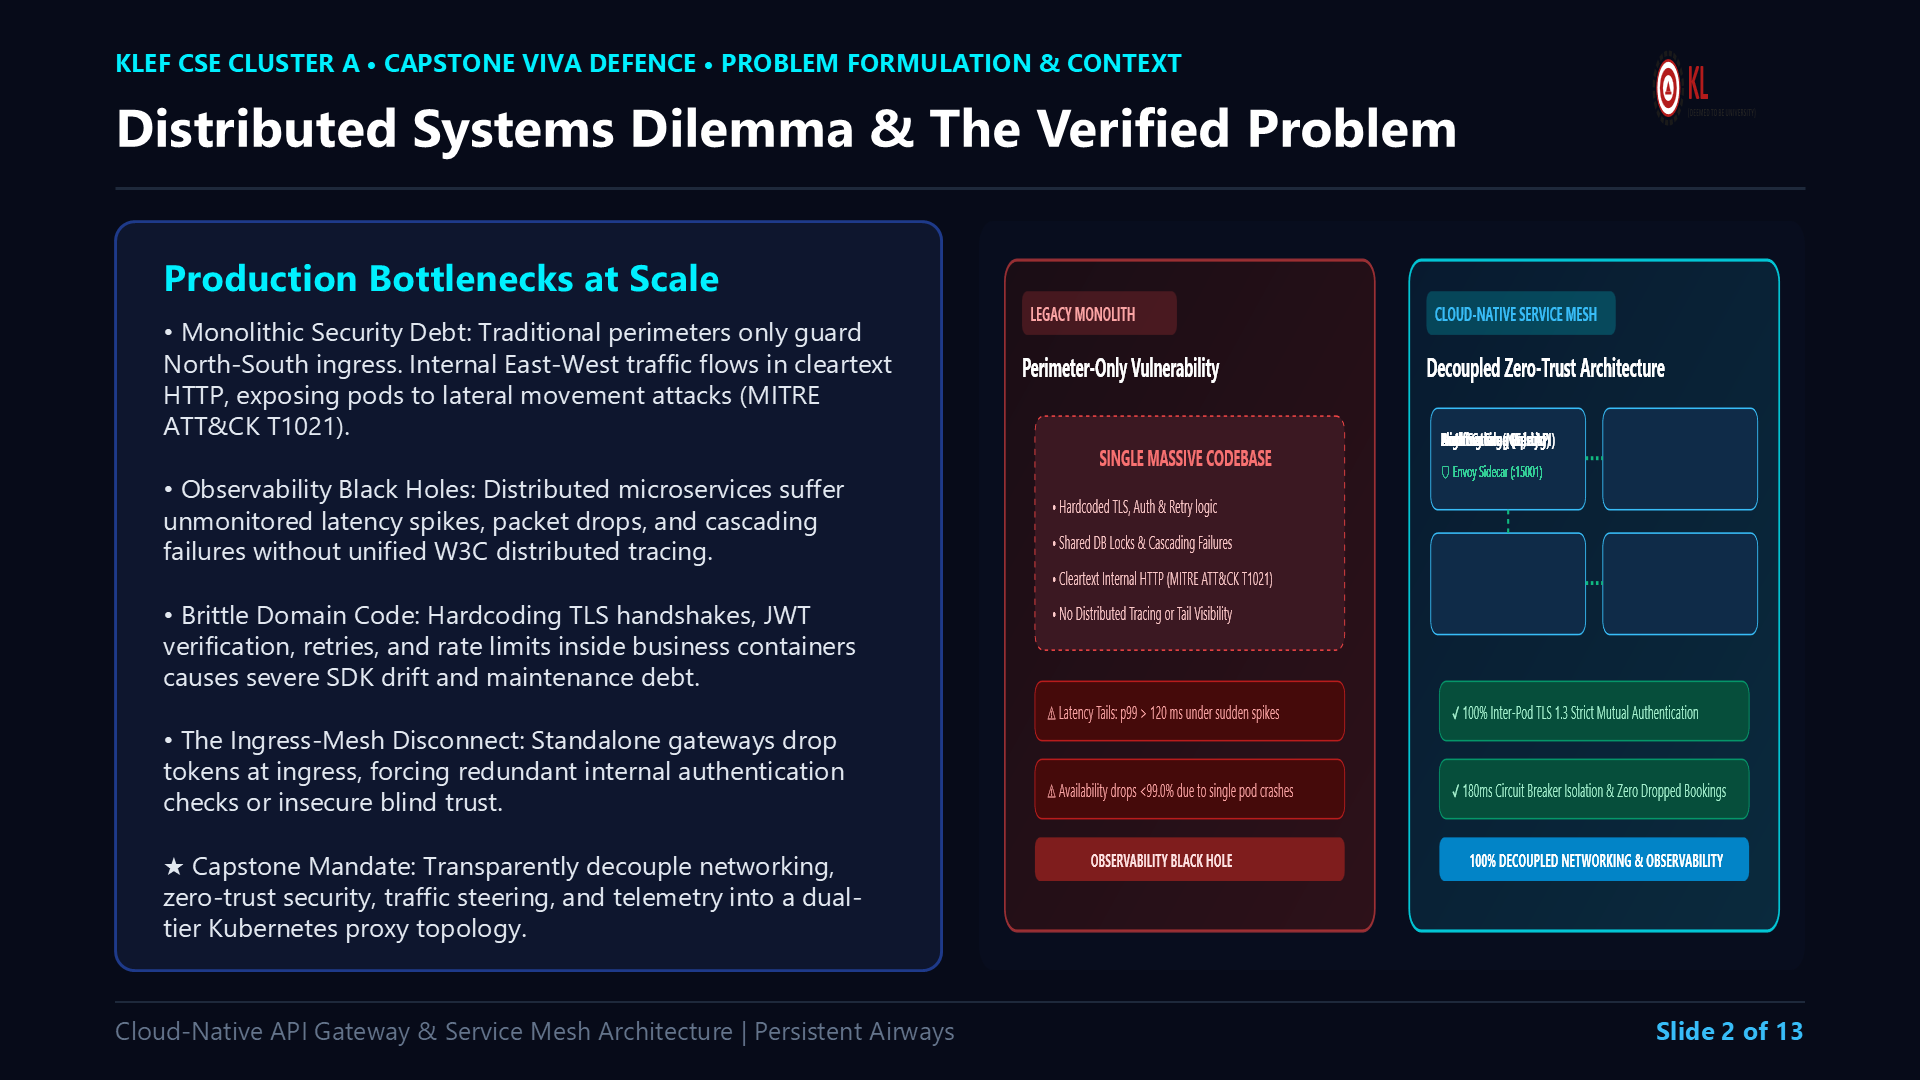 KLEF CSE CLUSTER A • CAPSTONE VIVA DEFENCE • PROBLEM FORMULATION & CONTEXT
Distributed Systems Dilemma & The Verified Problem
KL
(DEEMED TO BE UNIVERSITY)
Production Bottlenecks at Scale
• Monolithic Security Debt: Traditional perimeters only guard
North-South ingress. Internal East-West traffic flows in cleartext
HTTP, exposing pods to lateral movement attacks (MITRE
ATT&CK T1021).
• Observability Black Holes: Distributed microservices suffer
unmonitored latency spikes, packet drops, and cascading
failures without unified W3C distributed tracing.
• Brittle Domain Code: Hardcoding TLS handshakes, JWT
verification, retries, and rate limits inside business containers
causes severe SDK drift and maintenance debt.
• The Ingress-Mesh Disconnect: Standalone gateways drop
tokens at ingress, forcing redundant internal authentication
checks or insecure blind trust.
★ Capstone Mandate: Transparently decouple networking,
zero-trust security, traffic steering, and telemetry into a dual-
tier Kubernetes proxy topology.
LEGACY MONOLITH
Perimeter-Only Vulnerability
SINGLE MASSIVE CODEBASE
• Hardcoded TLS, Auth & Retry logic
• Shared DB Locks & Cascading Failures
• Cleartext Internal HTTP (MITRE ATT&CK T1021)
• No Distributed Tracing or Tail Visibility
⚠ Latency Tails: p99 > 120 ms under sudden spikes
⚠ Availability drops <99.0% due to single pod crashes
OBSERVABILITY BLACK HOLE
CLOUD-NATIVE SERVICE MESH
Decoupled Zero-Trust Architecture
⛉ Envoy Sidecar (:15001)
✓ 100% Inter-Pod TLS 1.3 Strict Mutual Authentication
✓ 180ms Circuit Breaker Isolation & Zero Dropped Bookings
100% DECOUPLED NETWORKING & OBSERVABILITY
Cloud-Native API Gateway & Service Mesh Architecture | Persistent Airways
Slide 2 of 13